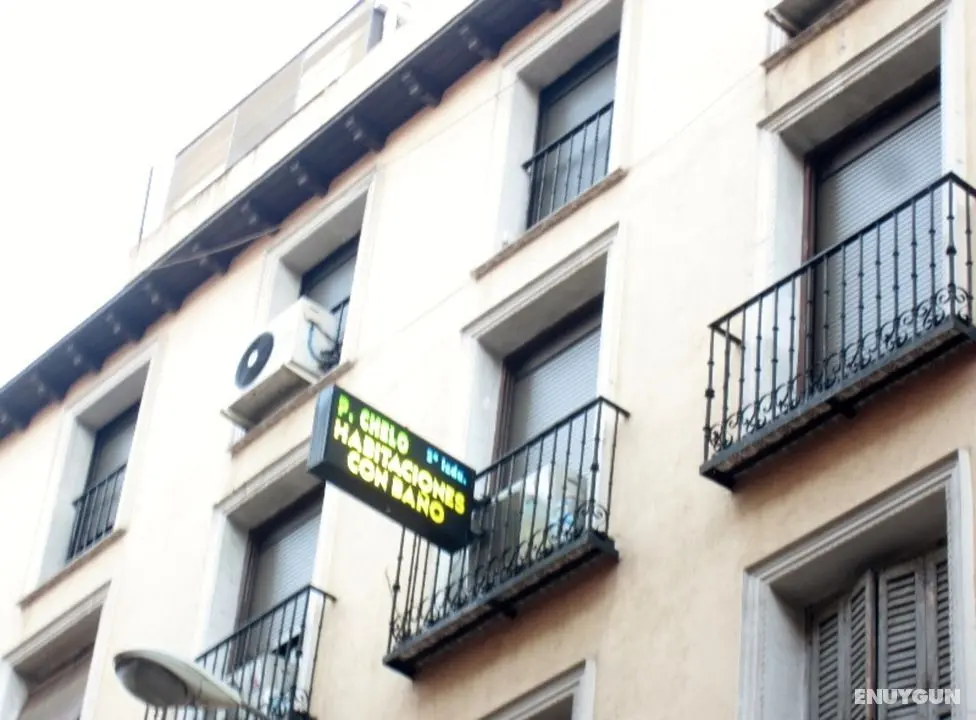 P. CHELO
HABITACIONES
CON BAÑO
ENUYGUN